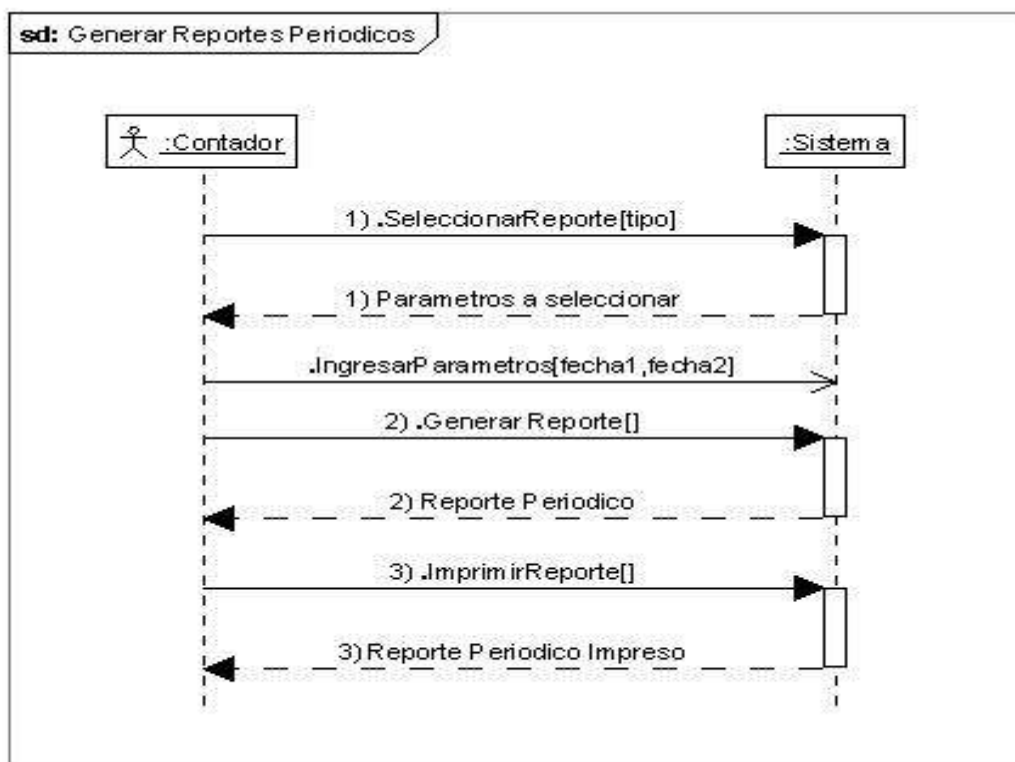 sd: Generar Reportes Periodicos
:Contador
:Sistema
1) .SeleccionarReporte[tipo]
1) Parametros a seleccionar
.IngresarParametros[fecha1,fecha2]
2) .Generar Reporte[]
2) Reporte Periodico
3) .ImprimirReporte[]
3) Reporte Periodico Impreso